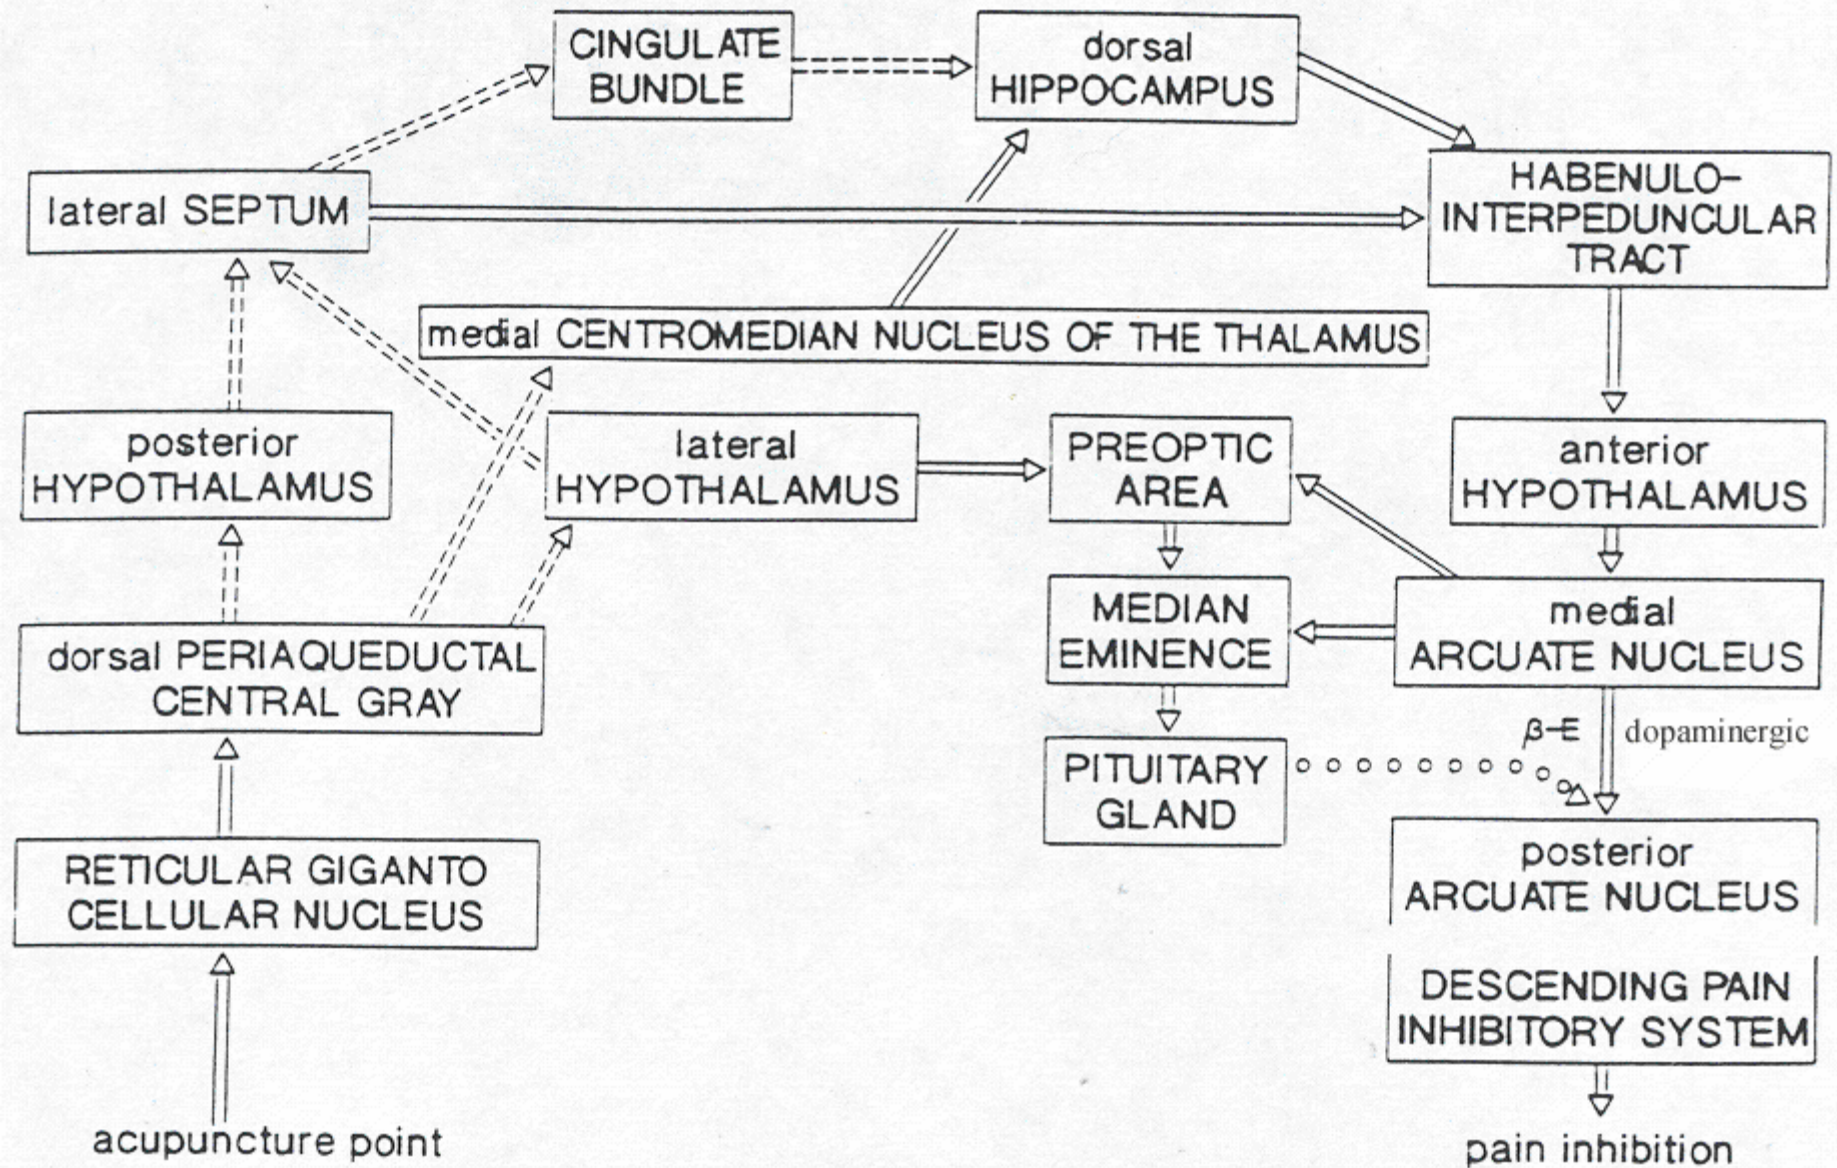 CINGULATE
BUNDLE
dorsal
HIPPOCAMPUS
lateral SEPTUM
HABENULO-
INTERPEDUNCULAR
TRACT
medial CENTROMEDIAN NUCLEUS OF THE THALAMUS
posterior
HYPOTHALAMUS
lateral
HYPOTHALAMUS
PREOPTIC
AREA
anterior
HYPOTHALAMUS
dorsal PERIAQUEDUCTAL
CENTRAL GRAY
MEDIAN
EMINENCE
medial
ARCUATE NUCLEUS
β-E dopaminergic
PITUITARY
GLAND
RETICULAR GIGANTO
CELLULAR NUCLEUS
posterior
ARCUATE NUCLEUS
DESCENDING PAIN
INHIBITORY SYSTEM
acupuncture point
pain inhibition